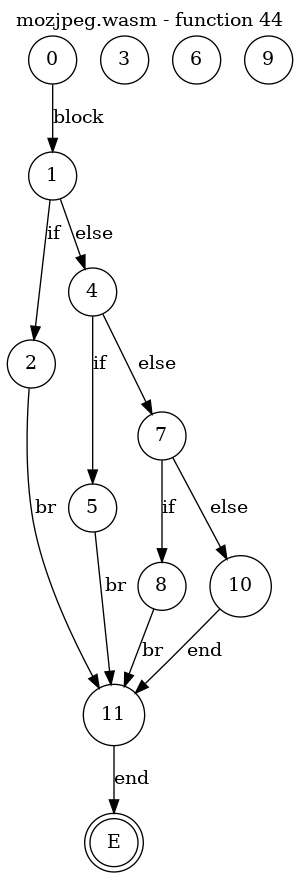 mozjpeg.wasm - function 44
0 3 6 9
block
1
if else
4
2 if else
7
br 5 if else
br 8 10
br end
11
end
E